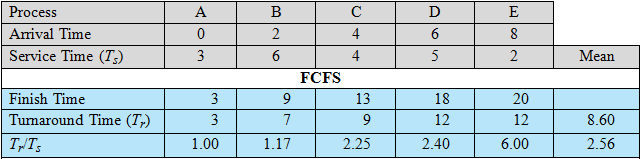 Process A B C D E
Arrival Time 0 2 4 6 8
Service Time (Ts) 3 6 4 5 2 Mean
FCFS
Finish Time 3 9 13 18 20
Turnaround Time (Tr) 3 7 9 12 12 8.60
Tr/Ts 1.00 1.17 2.25 2.40 6.00 2.56